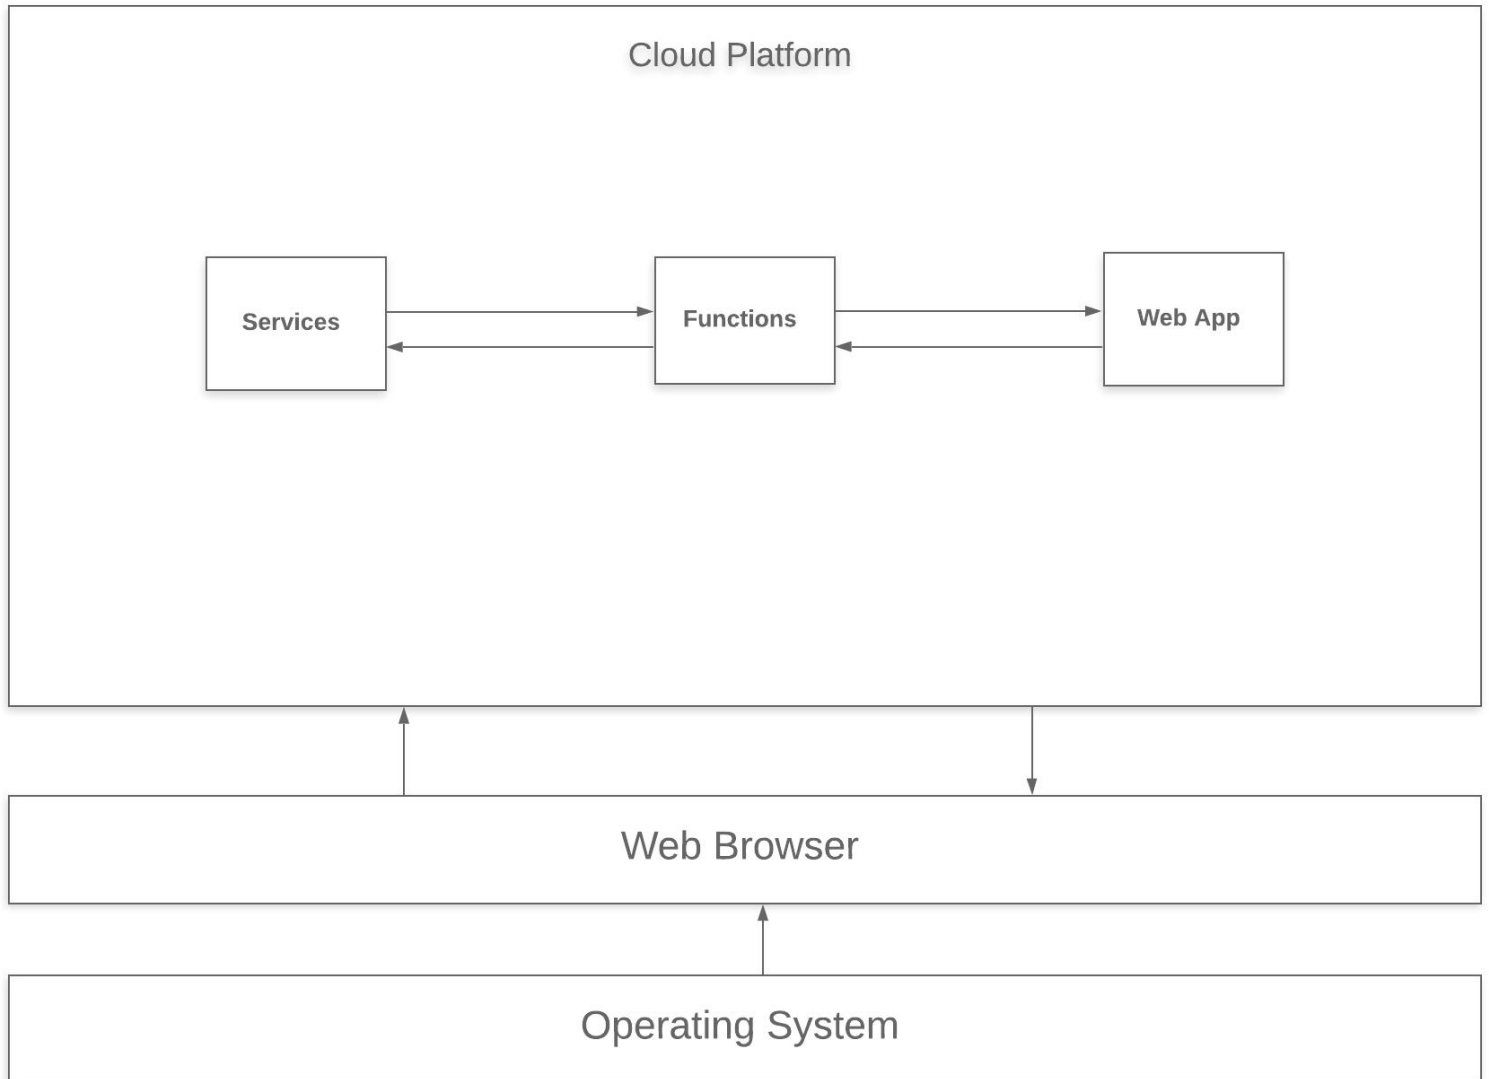 Cloud Platform
Services
Functions
Web App
Web Browser
Operating System